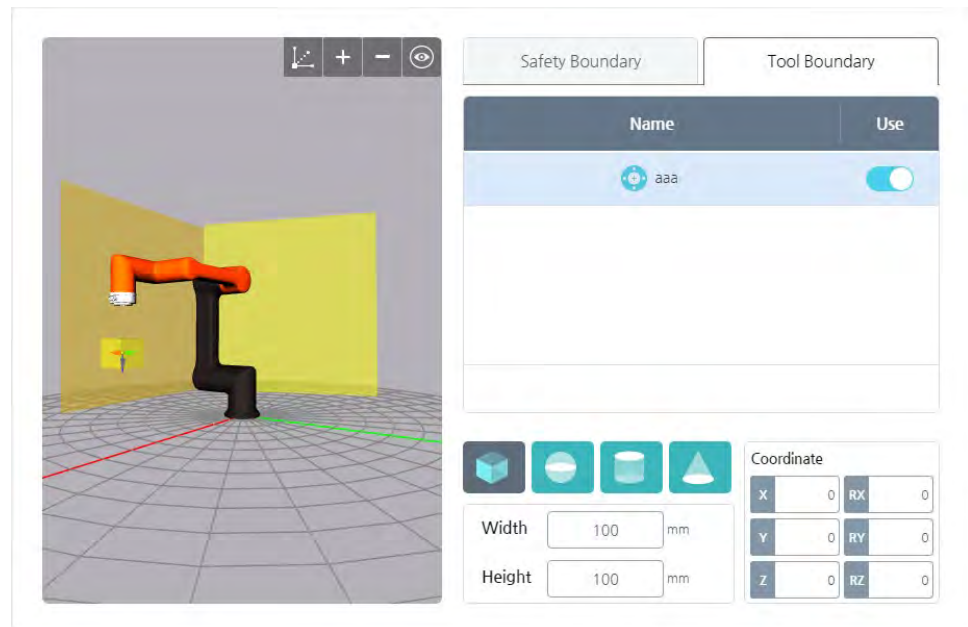 Safety Boundary
Tool Boundary
Name
Use
aaa
Width
100
mm
Height
100
mm
Coordinate
X 0 RX 0
Y 0 RY 0
Z 0 RZ 0